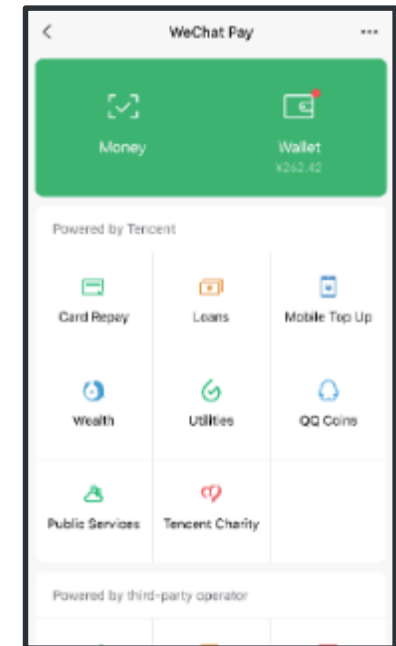 WeChat Pay
Money
Wallet
¥262.42
Powered by Tencent
Card Repay
Loans
Mobile Top Up
Wealth
Utilities
QQ Coins
Public Services
Tencent Charity
Powered by third-party operator